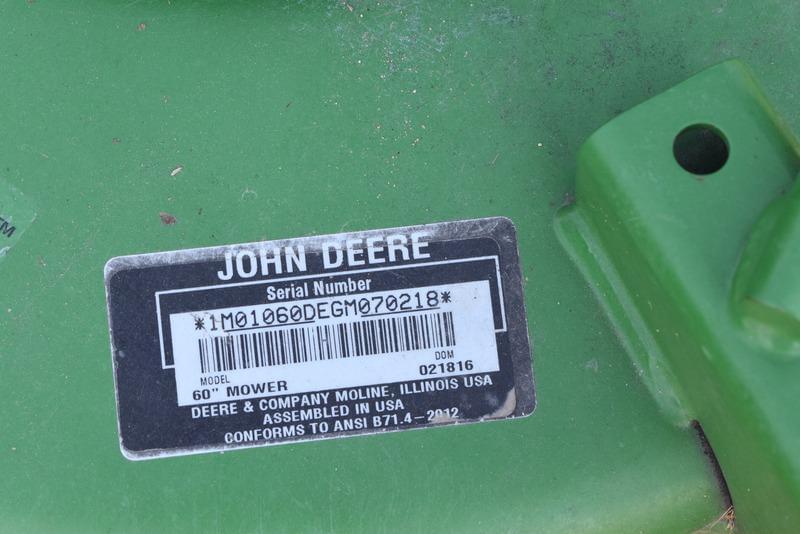 TM
JOHN DEERE
Serial Number
*1M01060DEGM070218*
MODEL DOM
60" MOWER 021816
DEERE & COMPANY MOLINE, ILLINOIS USA
ASSEMBLED IN USA
CONFORMS TO ANSI B71.4-2012